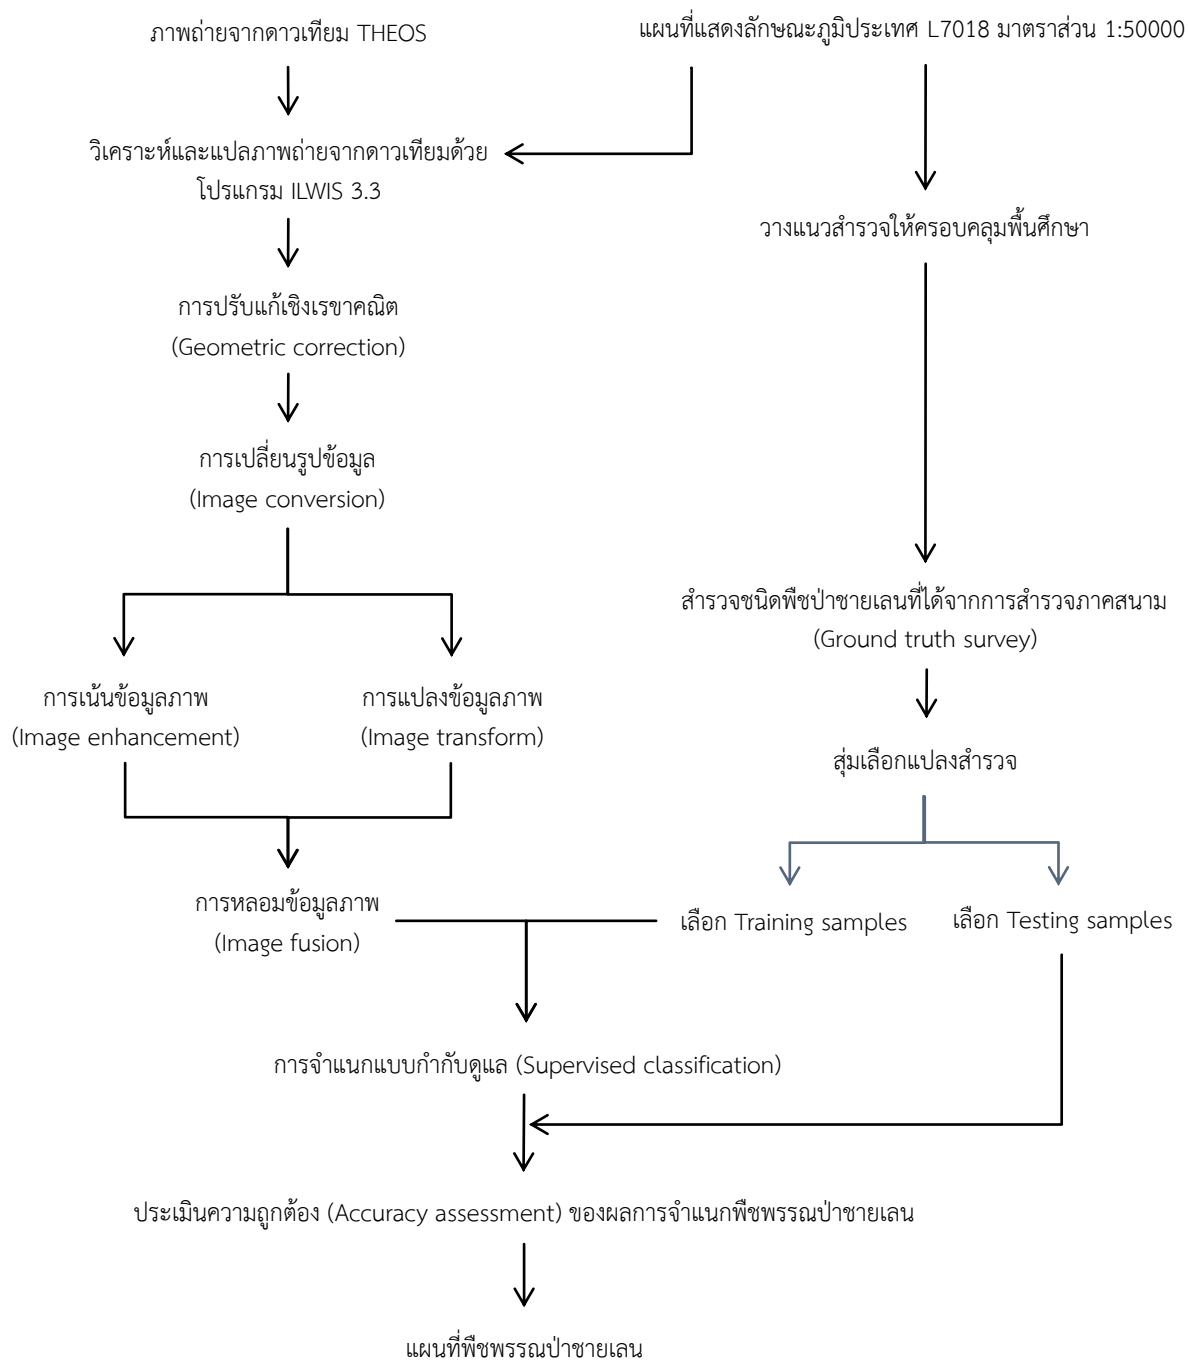 ภาพถ่ายจากดาวเทียม THEOS
แผนที่แสดงลักษณะภูมิประเทศ L7018 มาตราส่วน 1:50000
วิเคราะห์และแปลภาพถ่ายจากดาวเทียมด้วย
โปรแกรม ILWIS 3.3
วางแนวสำรวจให้ครอบคลุมพื้นศึกษา
การปรับแก้เชิงเรขาคณิต
(Geometric correction)
การเปลี่ยนรูปข้อมูล
(Image conversion)
สำรวจชนิดพืชป่าชายเลนที่ได้จากการสำรวจภาคสนาม
(Ground truth survey)
การเน้นข้อมูลภาพ
(Image enhancement)
การแปลงข้อมูลภาพ
(Image transform)
สุ่มเลือกแปลงสำรวจ
การหลอมข้อมูลภาพ
(Image fusion)
เลือก Training samples
เลือก Testing samples
การจำแนกแบบกำกับดูแล (Supervised classification)
ประเมินความถูกต้อง (Accuracy assessment) ของผลการจำแนกพืชพรรณป่าชายเลน
แผนที่พืชพรรณป่าชายเลน